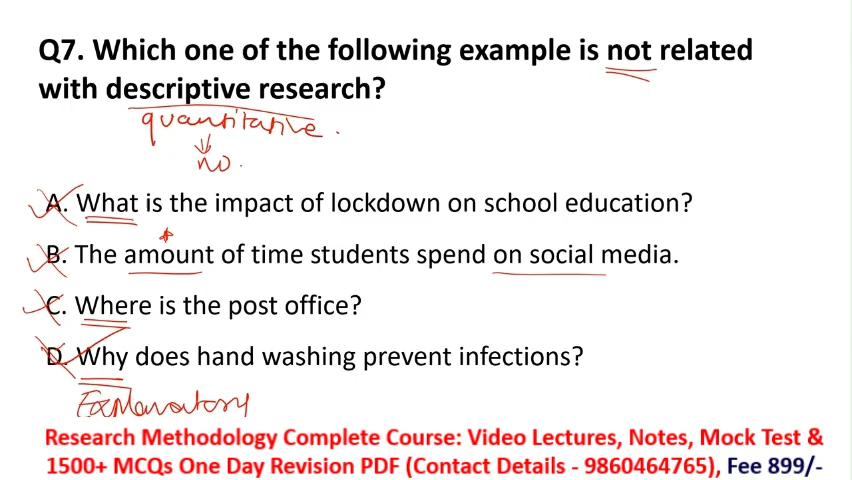 Q7. Which one of the following example is not related
with descriptive research?
quantitative.
no.
A. What is the impact of lockdown on school education?
B. The amount of time students spend on social media.
C. Where is the post office?
D. Why does hand washing prevent infections?
Explanatory
Research Methodology Complete Course: Video Lectures, Notes, Mock Test &
1500+ MCQs One Day Revision PDF (Contact Details - 9860464765), Fee 899/-